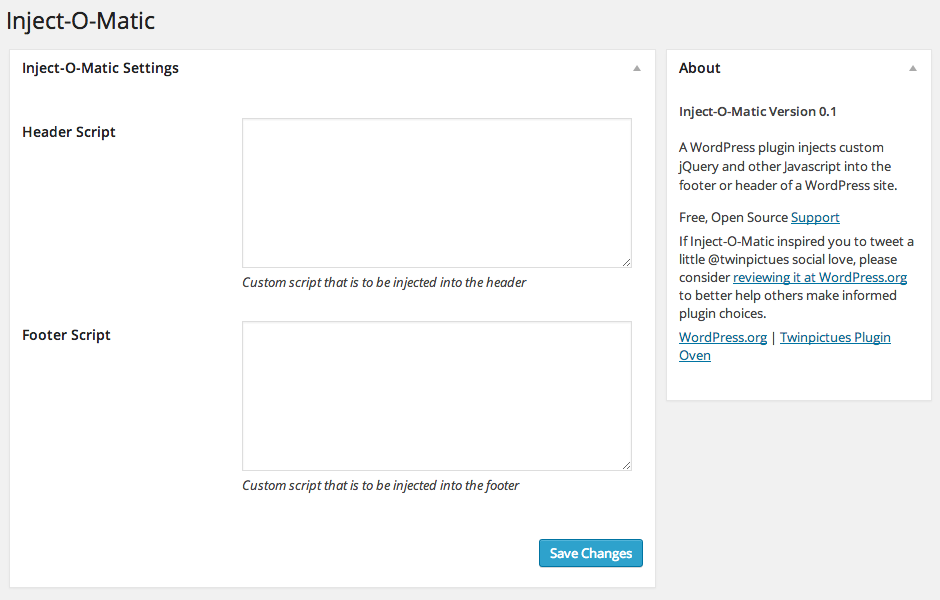 Inject-O-Matic
Inject-O-Matic Settings
Header Script
Custom script that is to be injected into the header
Footer Script
Custom script that is to be injected into the footer
Save Changes
About
Inject-O-Matic Version 0.1
A WordPress plugin injects custom
jQuery and other Javascript into the
footer or header of a WordPress site.
Free, Open Source Support
If Inject-O-Matic inspired you to tweet a
little @twinpictues social love, please
consider reviewing it at WordPress.org
to better help others make informed
plugin choices.
WordPress.org | Twinpictues Plugin
Oven